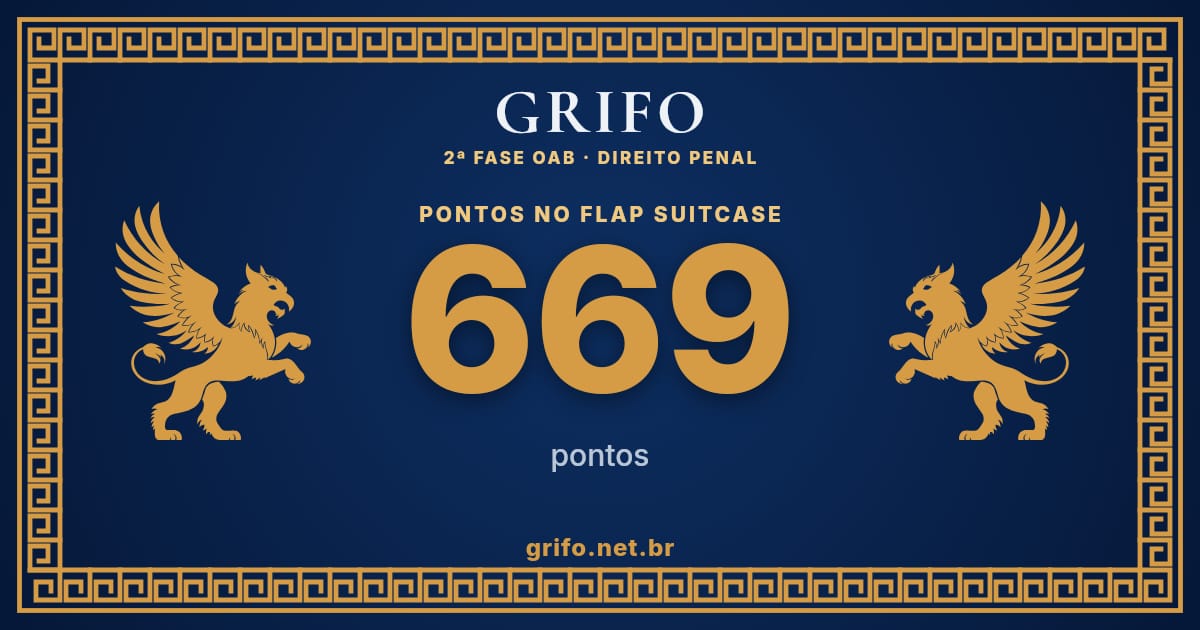 GRIFO
2ª FASE OAB · DIREITO PENAL
PONTOS NO FLAP SUITCASE
669
pontos
grifo.net.br